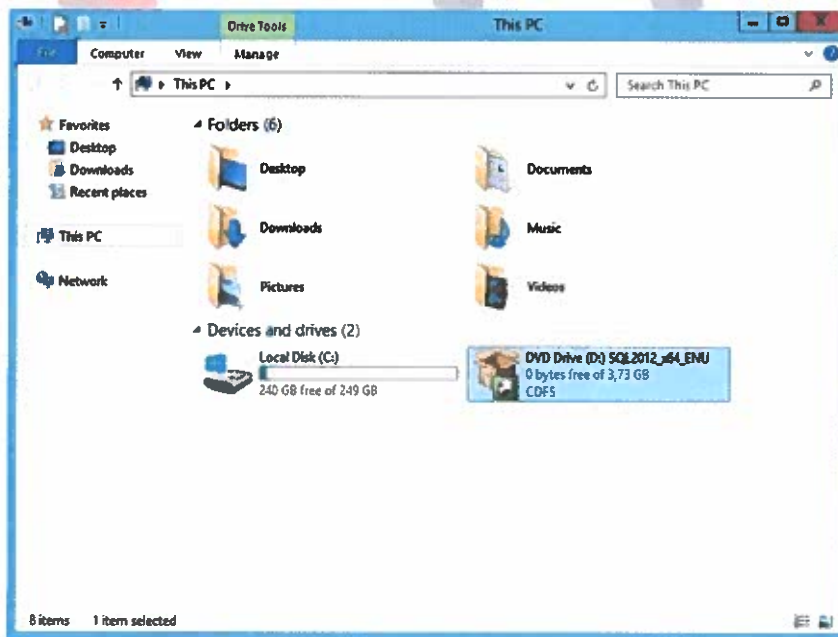 Drive Tools
This PC
File
Computer
View
Manage
This PC
Search This PC
Favorites
Desktop
Downloads
Recent places
This PC
Network
Folders (6)
Desktop
Documents
Downloads
Music
Pictures
Videos
Devices and drives (2)
Local Disk (C:)
240 GB free of 249 GB
DVD Drive (D:) SQL2012_x64_ENU
0 bytes free of 3,73 GB
CDFS
8 items 1 item selected